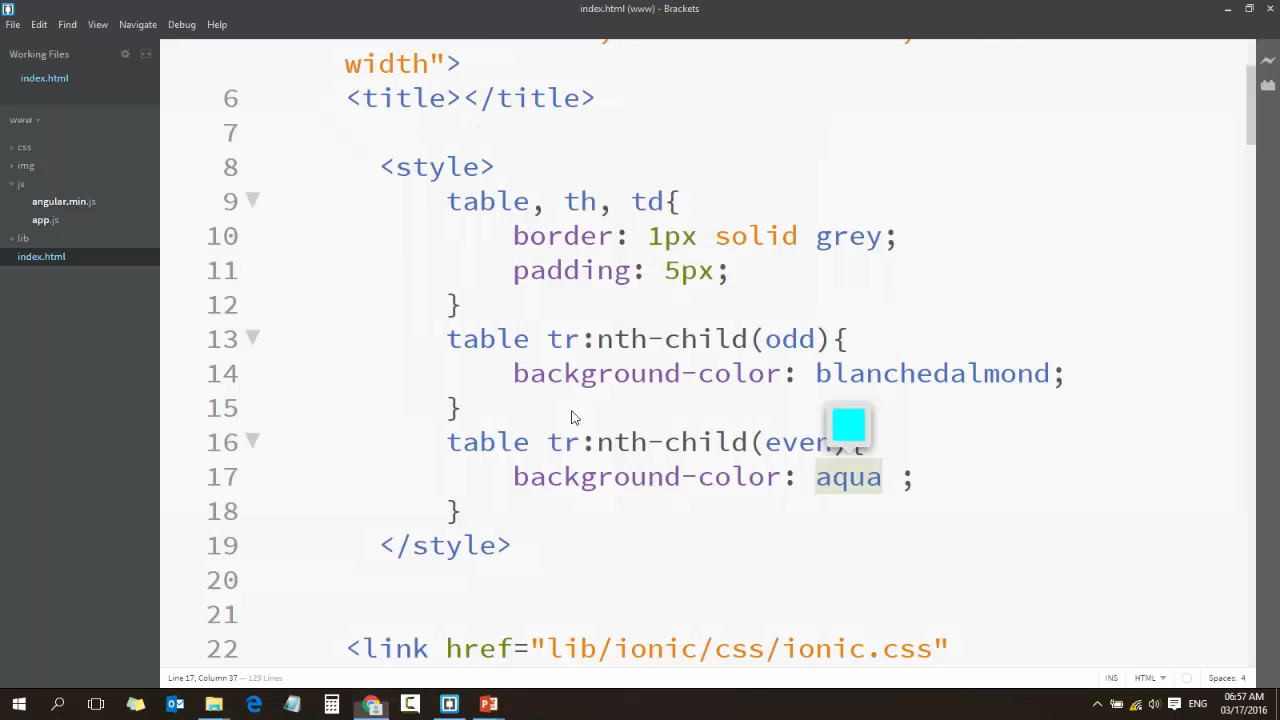 index.html (www) - Brackets
File Edit Find View Navigate Debug Help
Working Files
index.html
www
css
img
js
angular.min.js
app.js
lib
index.html
width">
6 <title></title>
7
8 <style>
9 table, th, td{
10 border: 1px solid grey;
11 padding: 5px;
12 }
13 table tr:nth-child(odd){
14 background-color: blanchedalmond;
15 }
16 table tr:nth-child(even){
17 background-color: aqua ;
18 }
19 </style>
20
21
22 <link href="lib/ionic/css/ionic.css"
Line 17, Column 37 — 129 Lines
INS HTML Spaces: 4
ENG
06:57 AM
03/17/2016